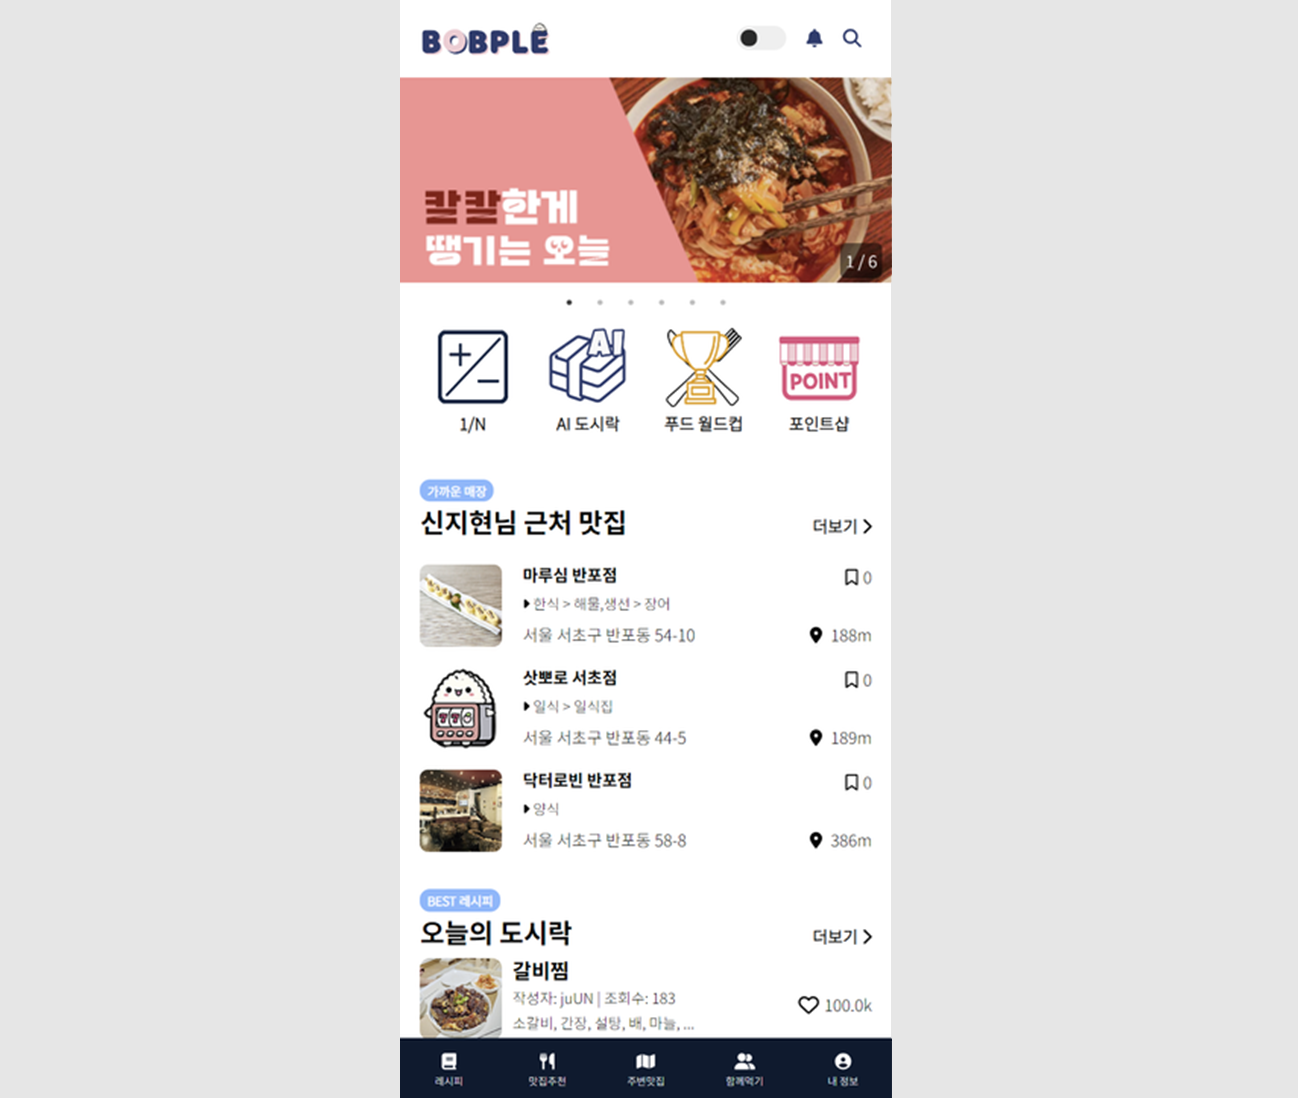 BOBPLE
칼칼한게
땡기는 오늘
1 / 6
AI
POINT
1/N
AI 도시락
푸드 월드컵
포인트샵
가까운 매장
신지현님 근처 맛집
더보기
마루심 반포점
0
한식 > 해물,생선 > 장어
서울 서초구 반포동 54-10
188m
삿뽀로 서초점
0
일식 > 일식집
서울 서초구 반포동 44-5
189m
닥터로빈 반포점
0
양식
서울 서초구 반포동 58-8
386m
BEST 레시피
오늘의 도시락
더보기
갈비찜
작성자: juUN | 조회수: 183
100.0k
소갈비, 간장, 설탕, 배, 마늘, ...
레시피
맛집추천
주변맛집
함께먹기
내 정보